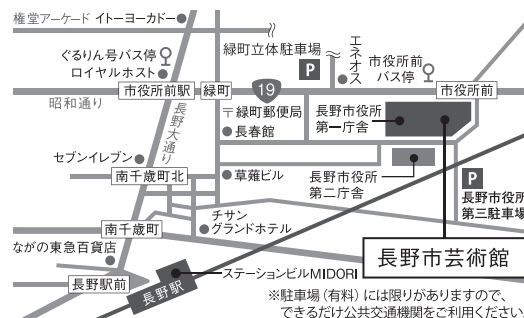 権堂アーケード イトーヨーカドー
緑町立体駐車場
エネオス
市役所前
バス停
ぐるりん号バス停
ロイヤルホスト
P
市役所前駅
緑町
19
市役所前
昭和通り
長野大通り
〒緑町郵便局
長春館
長野市役所
第一庁舎
セブンイレブン
南千歳町北
草薙ビル
長野市役所
第二庁舎
P
長野市役所
第三駐車場
南千歳町
チサン
グランドホテル
ながの東急百貨店
長野市芸術館
ステーションビルMIDORI
長野駅前
長野駅
※駐車場(有料)には限りがありますので、
できるだけ公共交通機関をご利用ください。